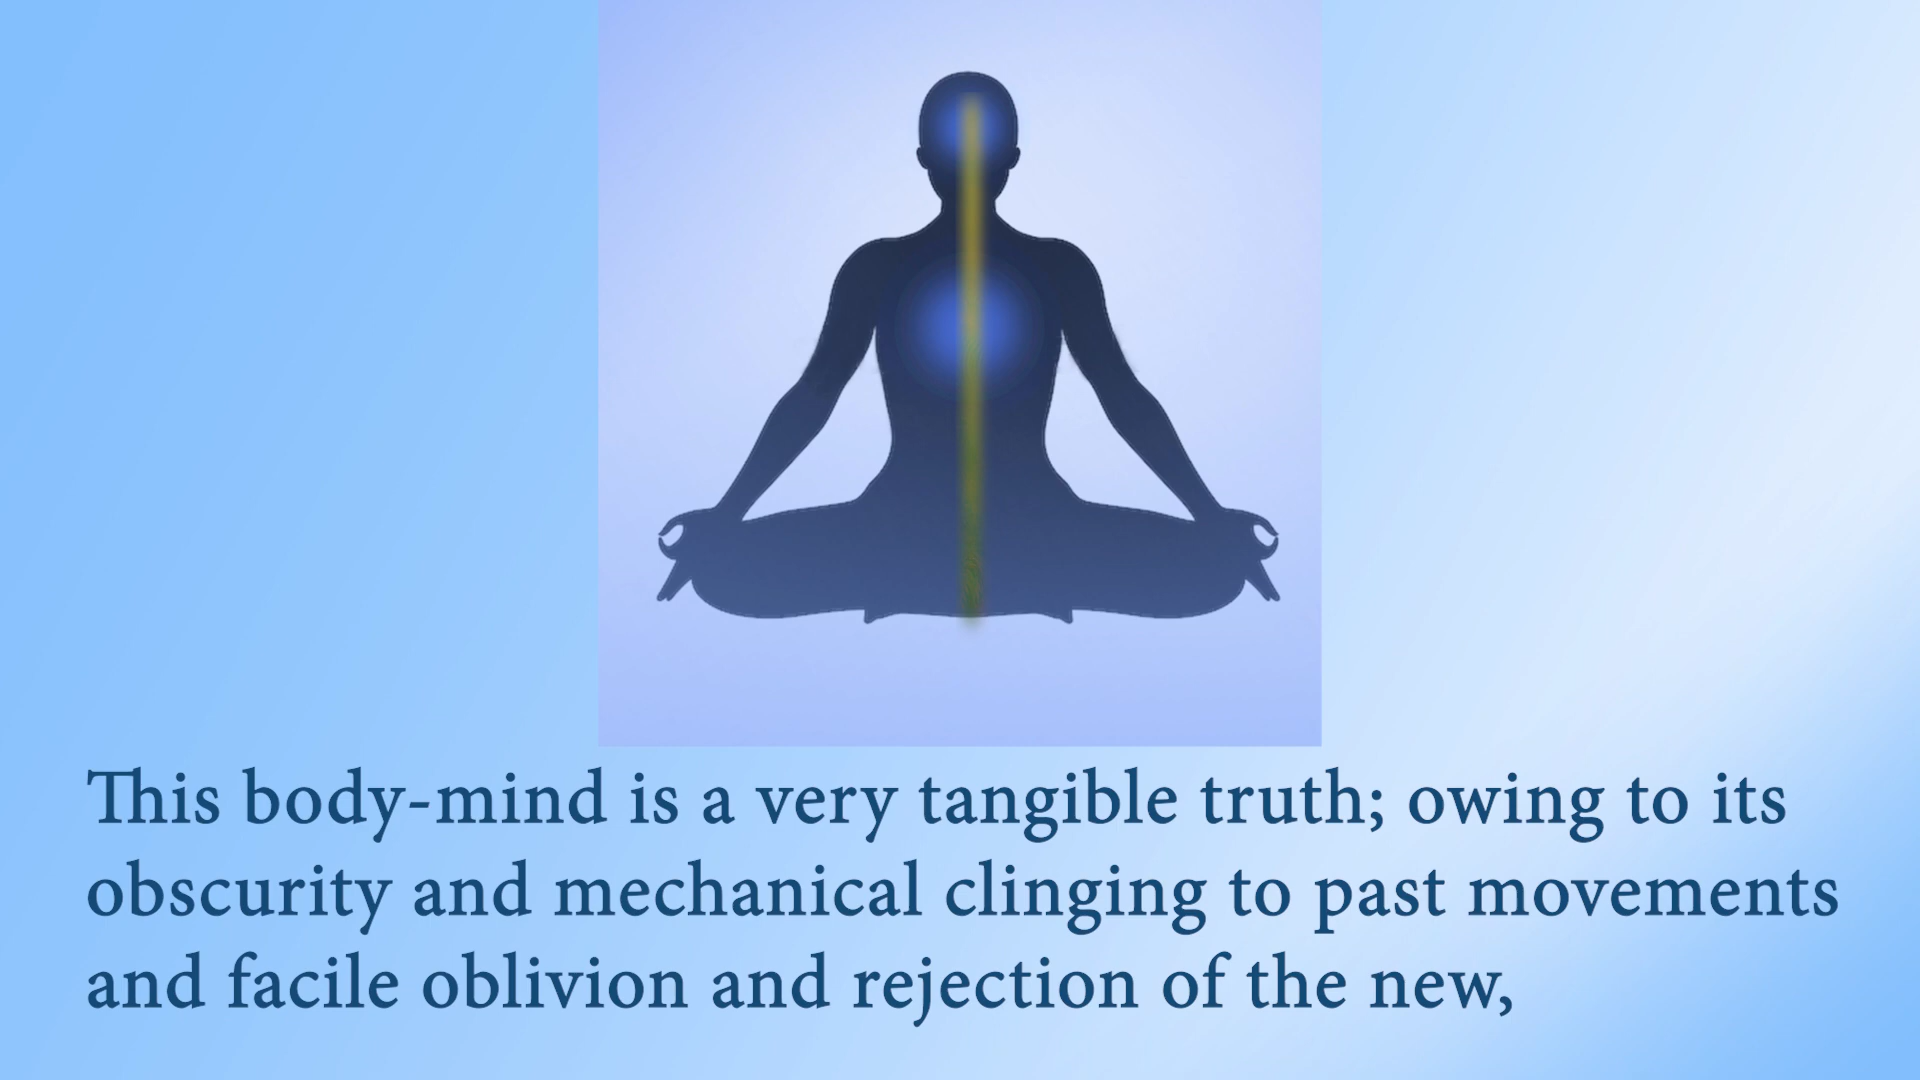 This body-mind is a very tangible truth; owing to its
obscurity and mechanical clinging to past movements
and facile oblivion and rejection of the new,